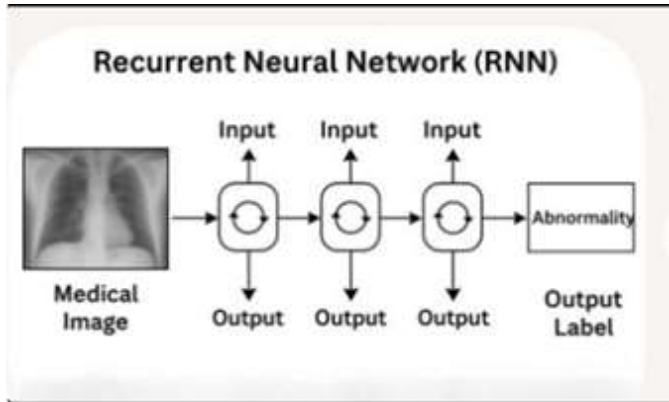 Recurrent Neural Network (RNN)
Input Input Input
Abnormality
Medical
Image
Output Output Output
Output
Label